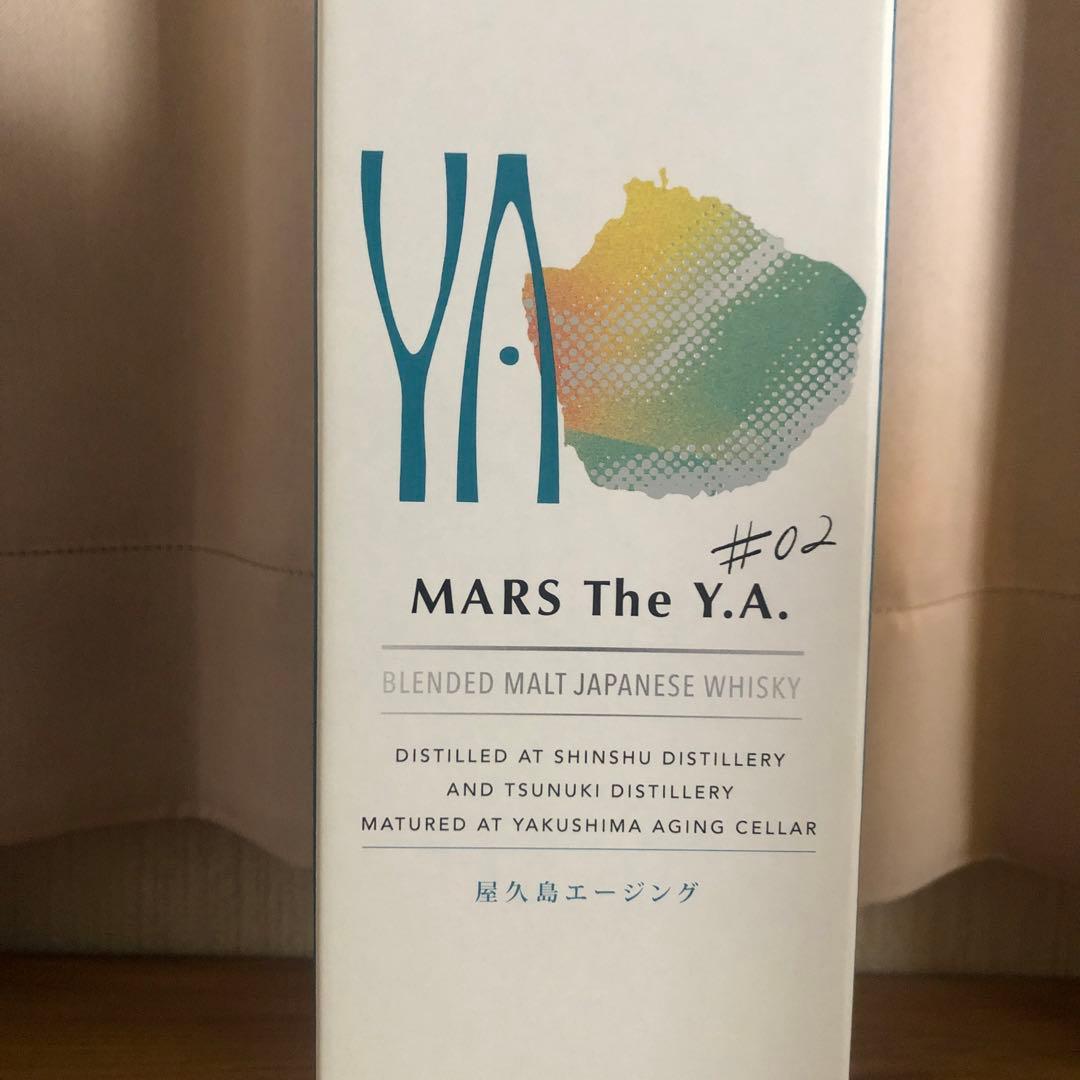 YA
#02
MARS The Y.A.
BLENDED MALT JAPANESE WHISKY
DISTILLED AT SHINSHU DISTILLERY
AND TSUNUKI DISTILLERY
MATURED AT YAKUSHIMA AGING CELLAR
屋久島エージング